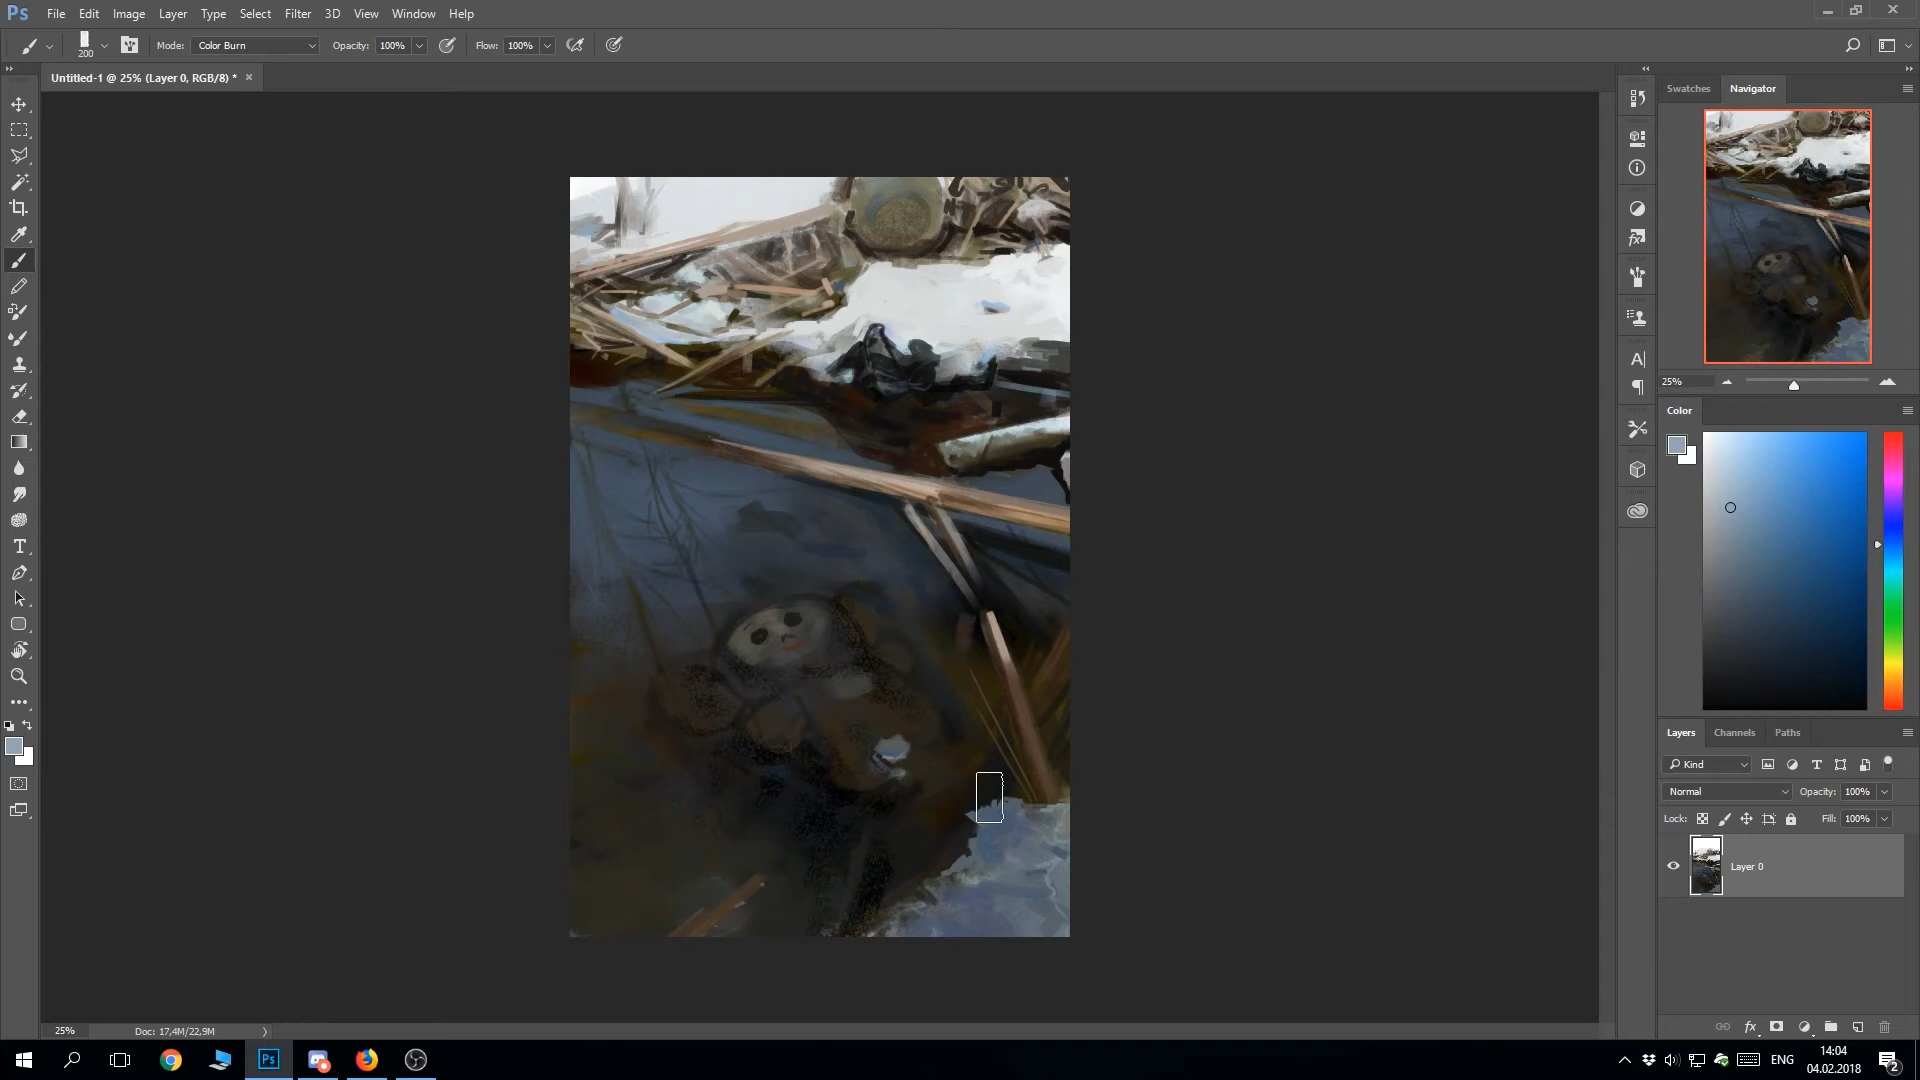 Ps File Edit Image Layer Type Select Filter 3D View Window Help
200 Mode: Color Burn Opacity: 100% Flow: 100%
Untitled-1 @ 25% (Layer 0, RGB/8) * ×
Swatches Navigator
25%
Color
Layers Channels Paths
Kind
Normal Opacity: 100%
Lock: Fill: 100%
Layer 0
25% Doc: 17,4M/22,9M
Ps ENG 14:04
04.02.2018 2